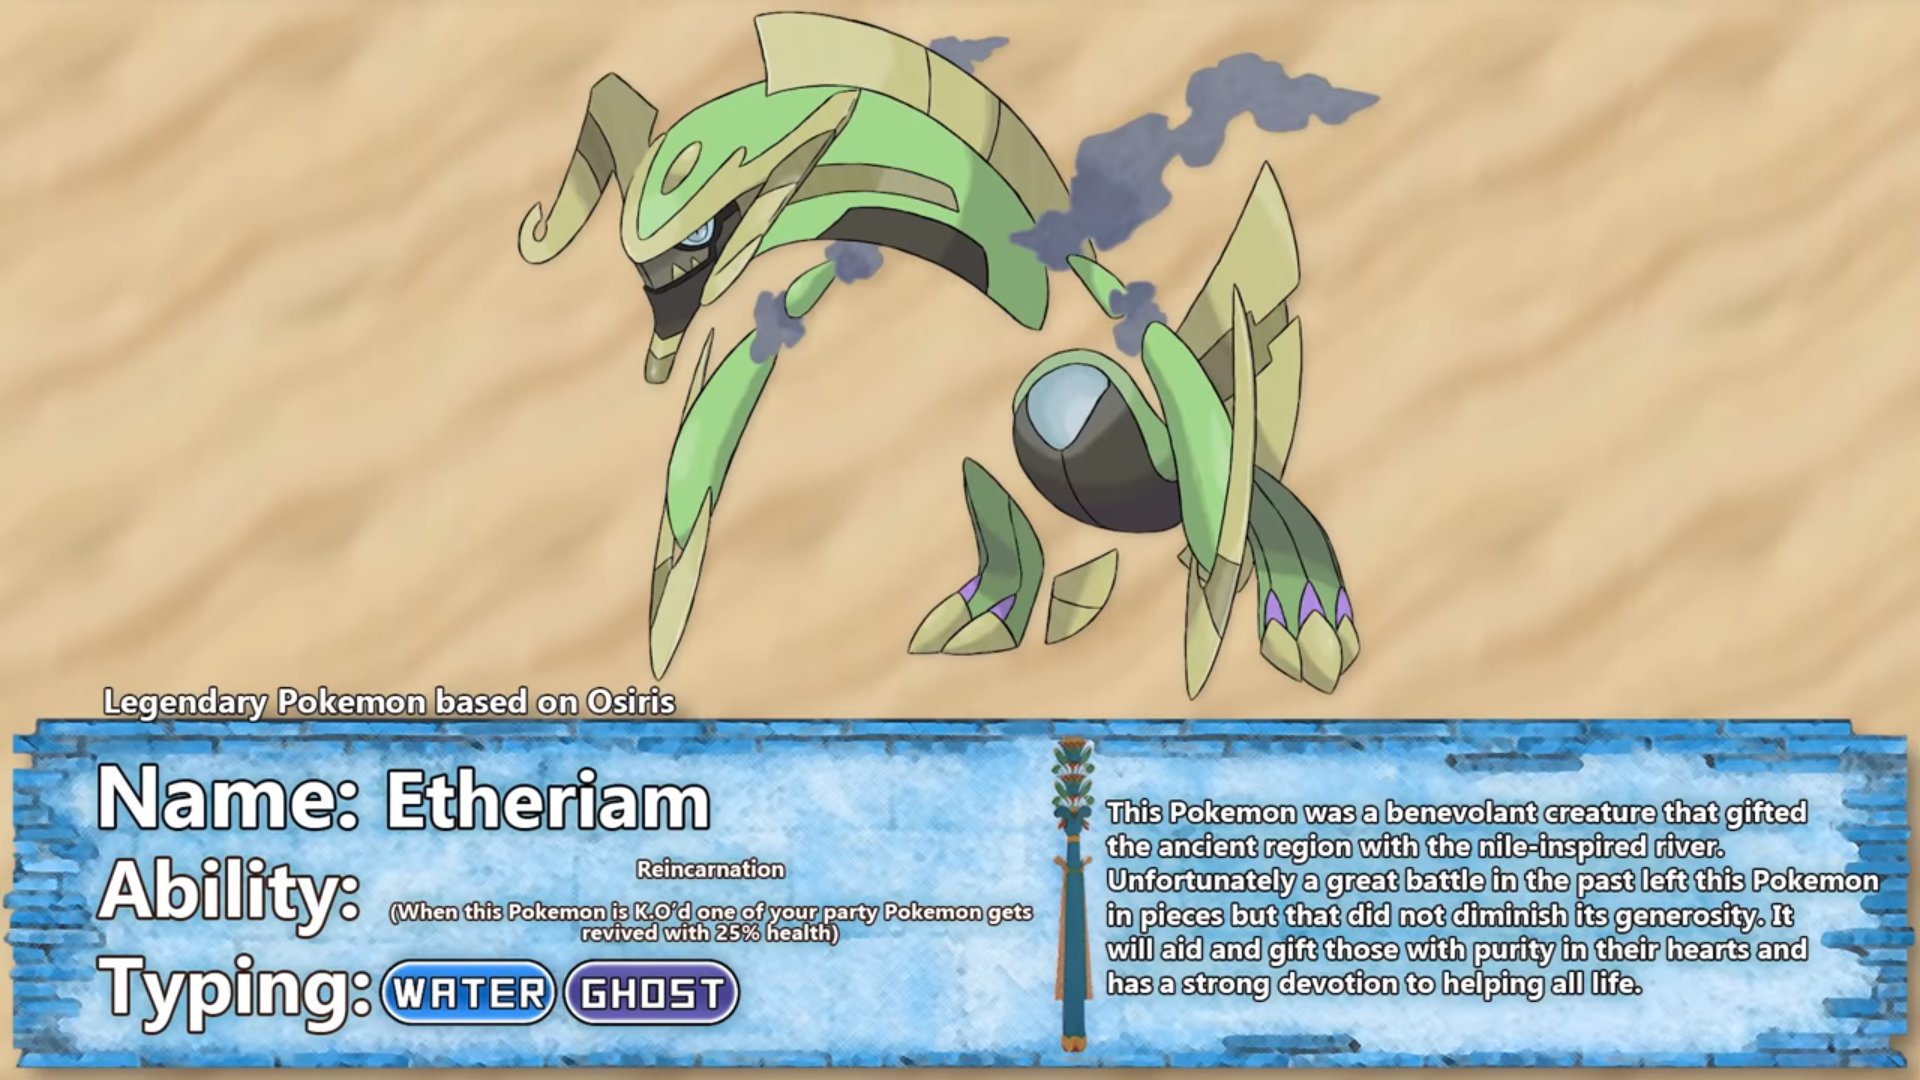 Legendary Pokemon based on Osiris
Name: Etheriam
Ability:
Reincarnation
(When this Pokemon is K.O'd one of your party Pokemon gets
revived with 25% health)
Typing: WATER GHOST
This Pokemon was a benevolant creature that gifted
the ancient region with the nile-inspired river.
Unfortunately a great battle in the past left this Pokemon
in pieces but that did not diminish its generosity. It
will aid and gift those with purity in their hearts and
has a strong devotion to helping all life.